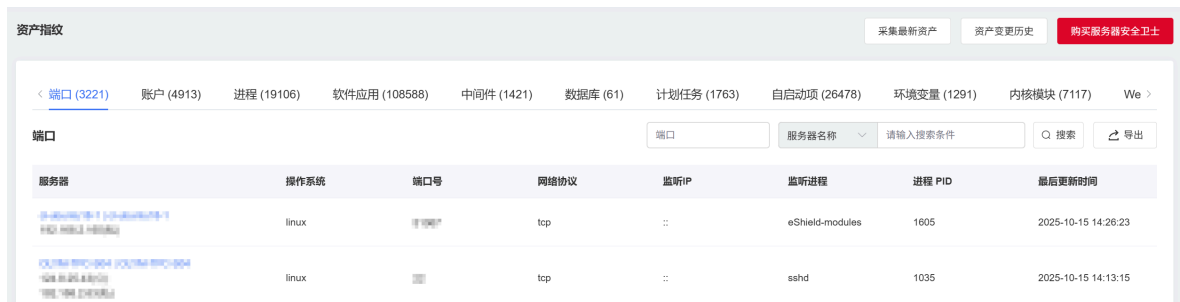 资产指纹 采集最新资产 资产变更历史 购买服务器安全卫士
端口 (3221) 账户 (4913) 进程 (19106) 软件应用 (108588) 中间件 (1421) 数据库 (61) 计划任务 (1763) 自启动项 (26478) 环境变量 (1291) 内核模块 (7117) We
端口 端口 服务器名称 请输入搜索条件 搜索 导出
服务器 操作系统 端口号 网络协议 监听IP 监听进程 进程 PID 最后更新时间
linux tcp :: eShield-modules 1605 2025-10-15 14:26:23
linux tcp :: sshd 1035 2025-10-15 14:13:15